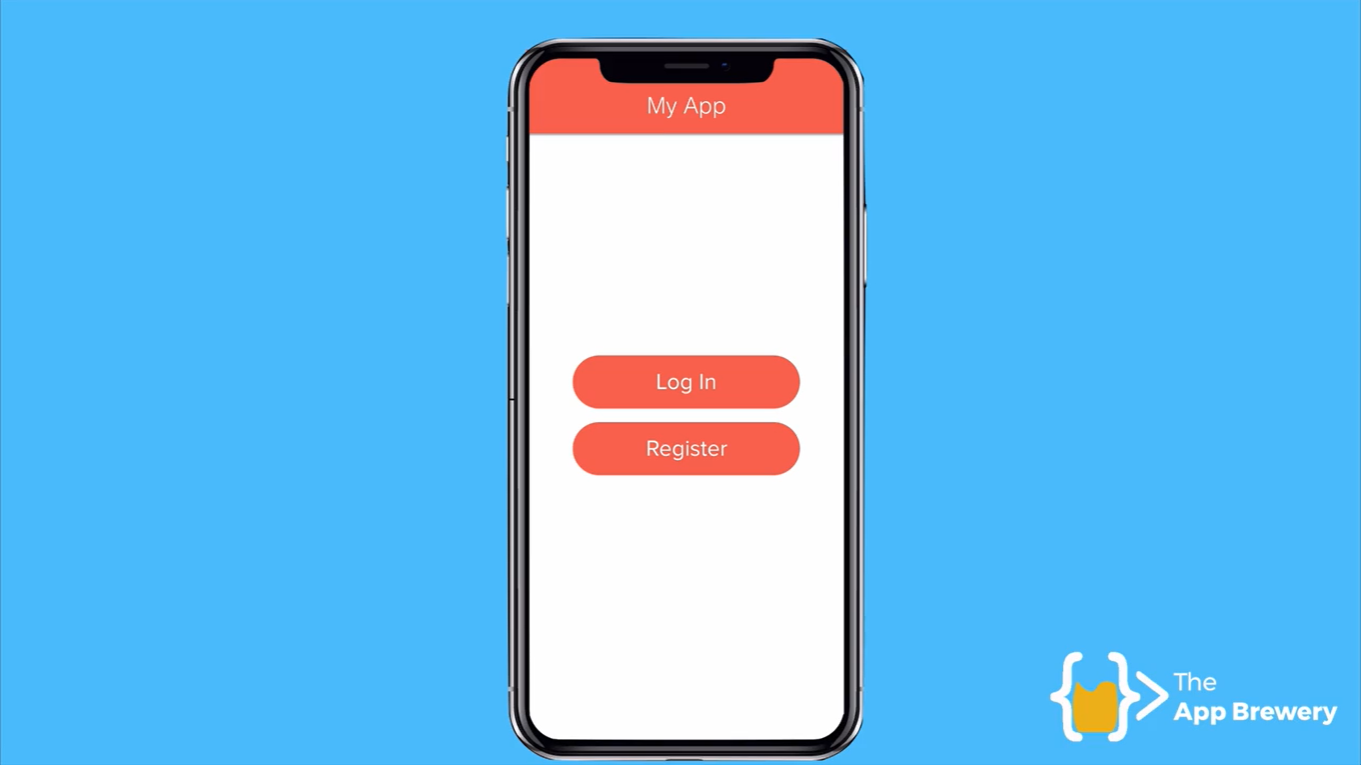 My App
Log In
Register
The
App Brewery